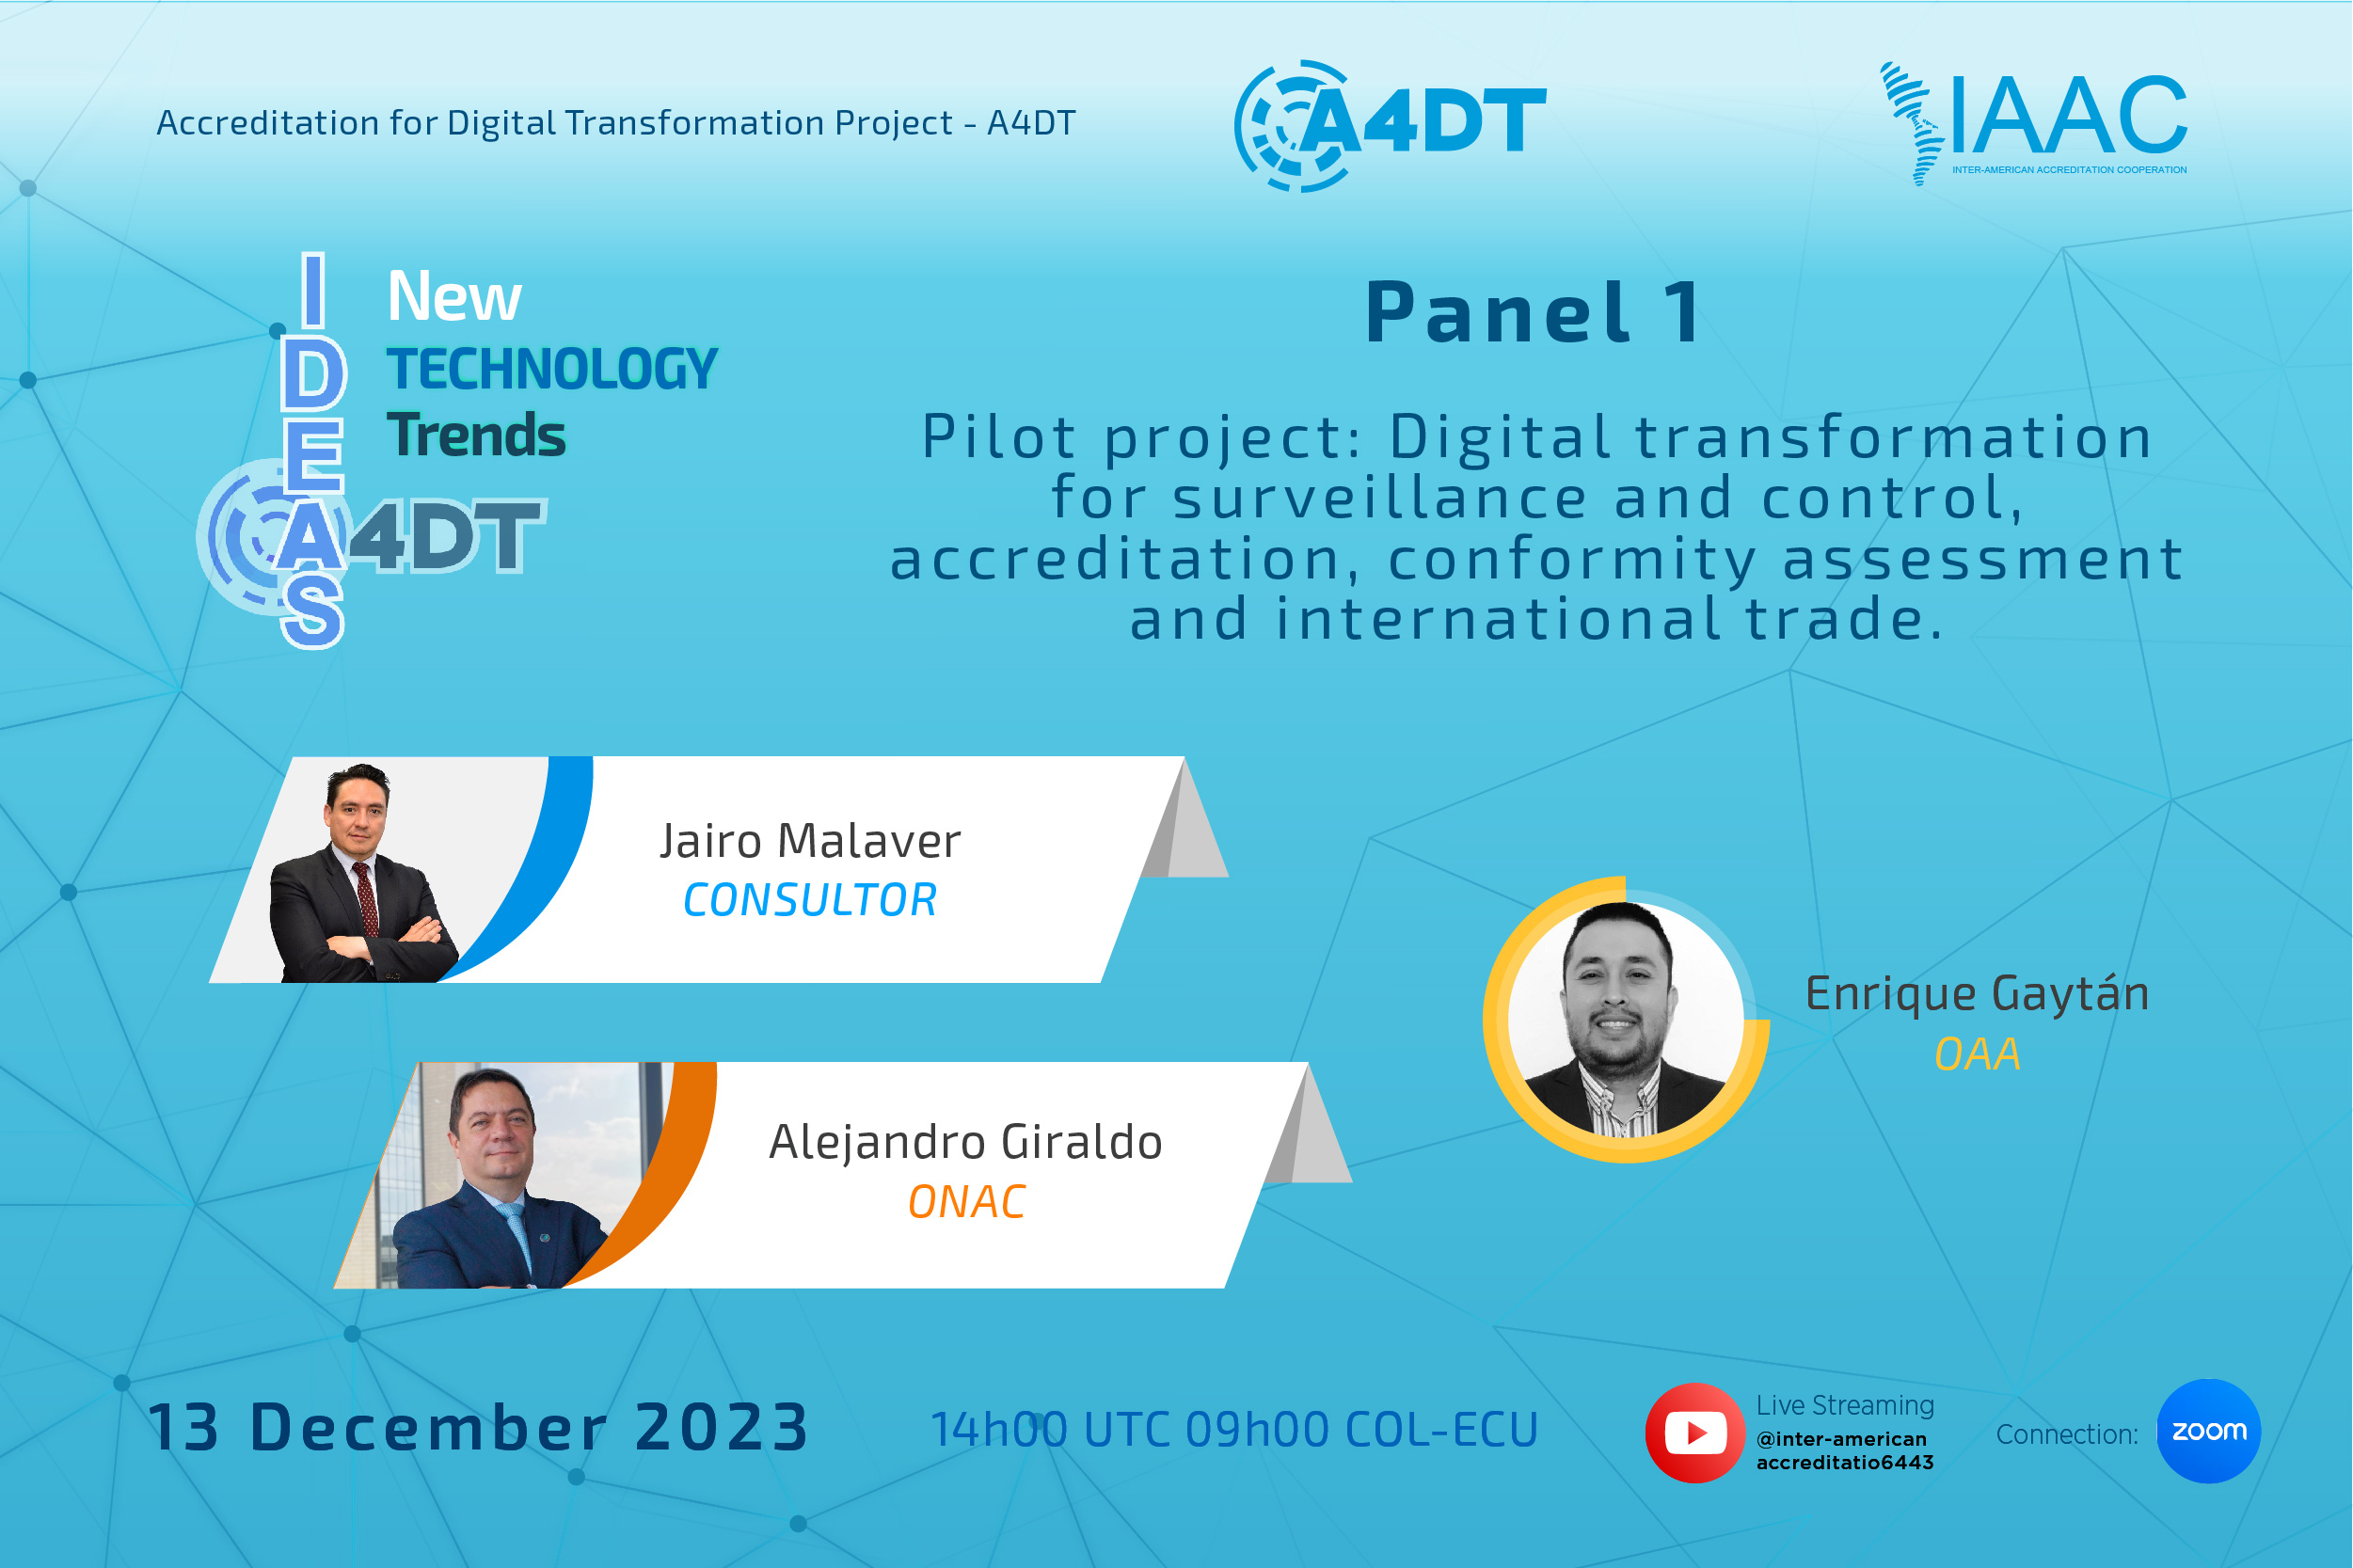 Accreditation for Digital Transformation Project - A4DT
A4DT
IAAC
INTER-AMERICAN ACCREDITATION COOPERATION
IDEAS
New
TECHNOLOGY
Trends
A4DT
Panel 1
Pilot project: Digital transformation
for surveillance and control,
accreditation, conformity assessment
and international trade.
Jairo Malaver
CONSULTOR
Enrique Gaytán
OAA
Alejandro Giraldo
ONAC
13 December 2023
14h00 UTC 09h00 COL-ECU
Live Streaming
@inter-american
accreditatio6443
Connection:
zoom